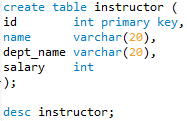 create table instructor (
id int primary key,
name varchar(20),
dept_name varchar(20),
salary int
);
desc instructor;